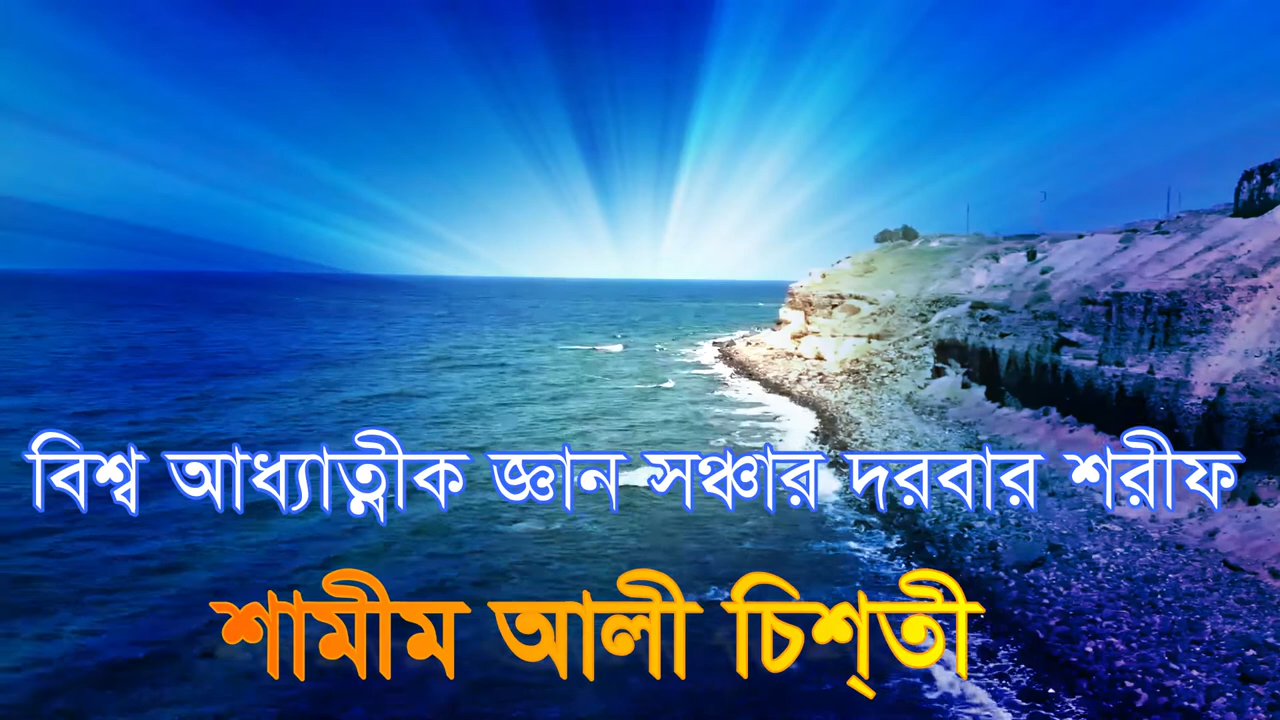 বিশ্ব আধ্যাত্নীক জ্ঞান সঞ্চার দরবার শরীফ
শামীম আলী চিশ্‌তী